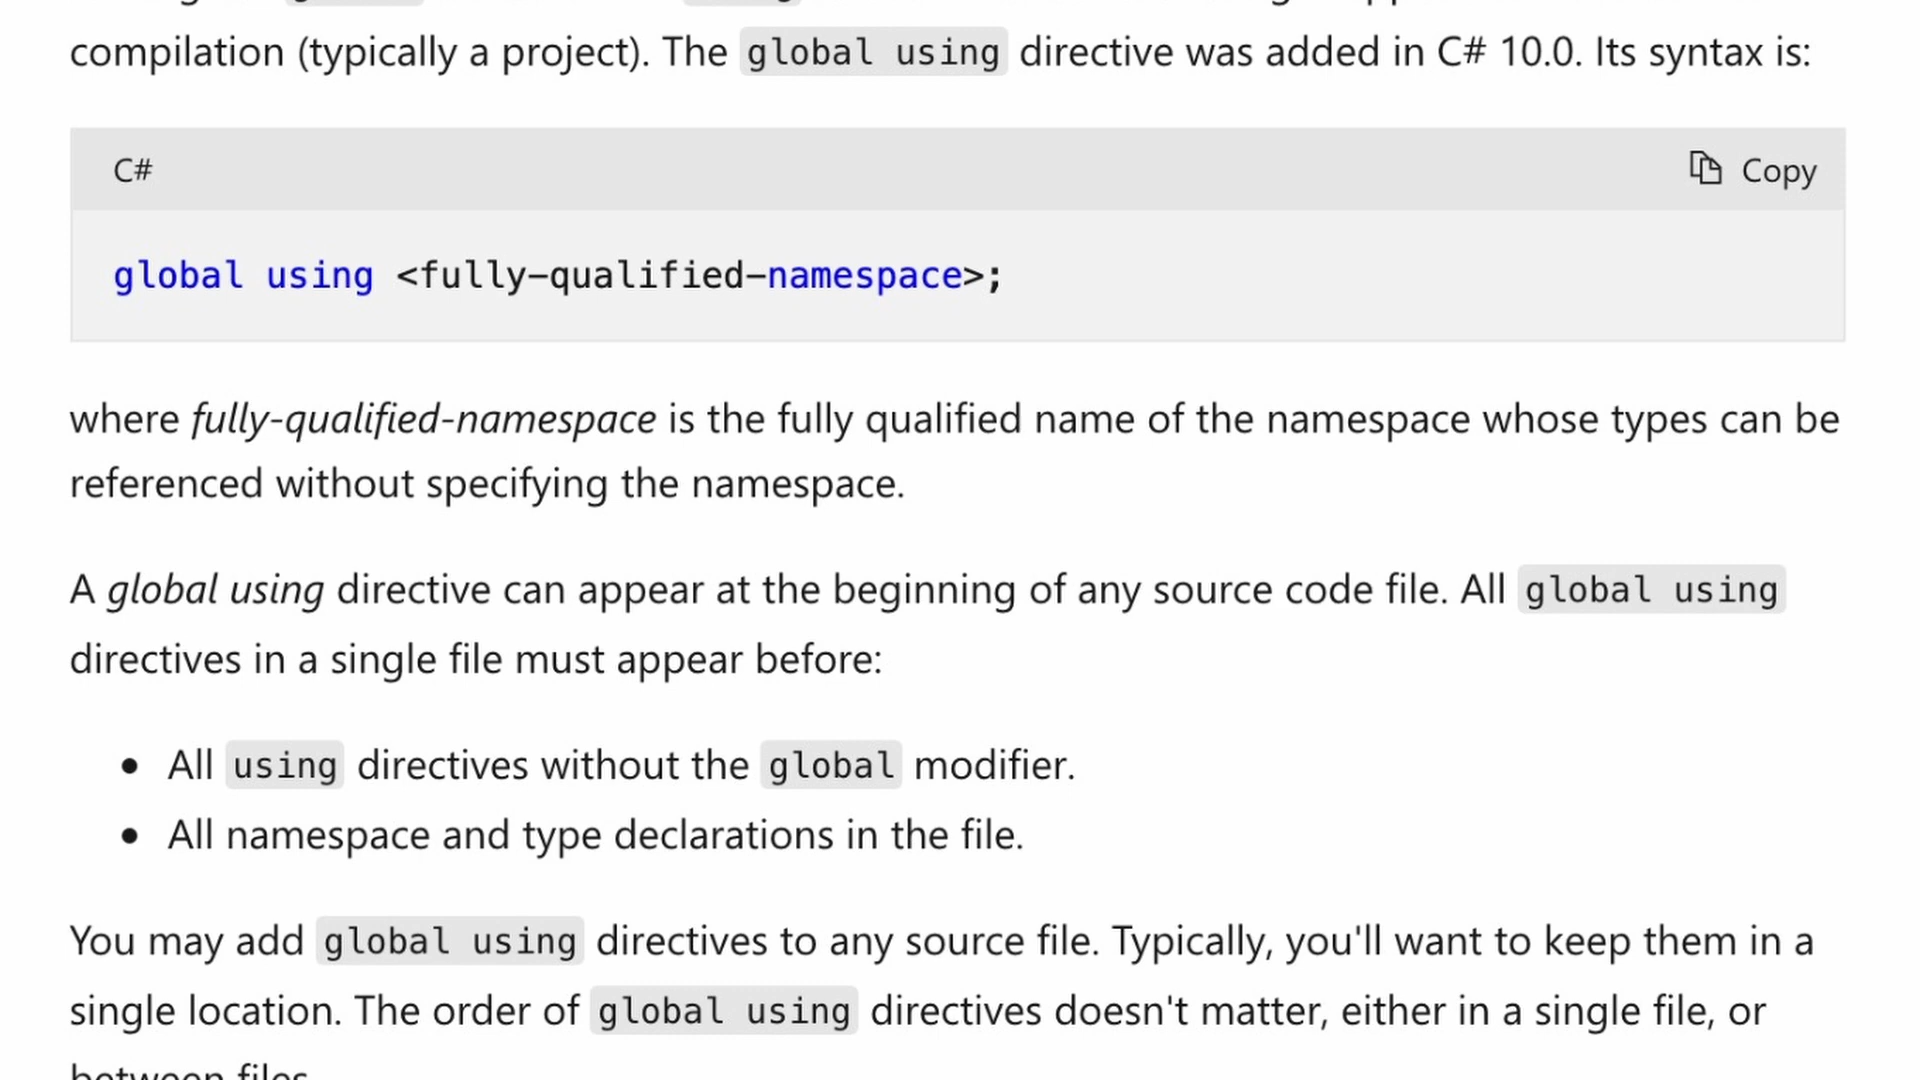 compilation (typically a project). The global using directive was added in C# 10.0. Its syntax is:
C#
Copy
global using <fully-qualified-namespace>;
where fully-qualified-namespace is the fully qualified name of the namespace whose types can be
referenced without specifying the namespace.
A global using directive can appear at the beginning of any source code file. All global using
directives in a single file must appear before:
• All using directives without the global modifier.
• All namespace and type declarations in the file.
You may add global using directives to any source file. Typically, you'll want to keep them in a
single location. The order of global using directives doesn't matter, either in a single file, or
between files.